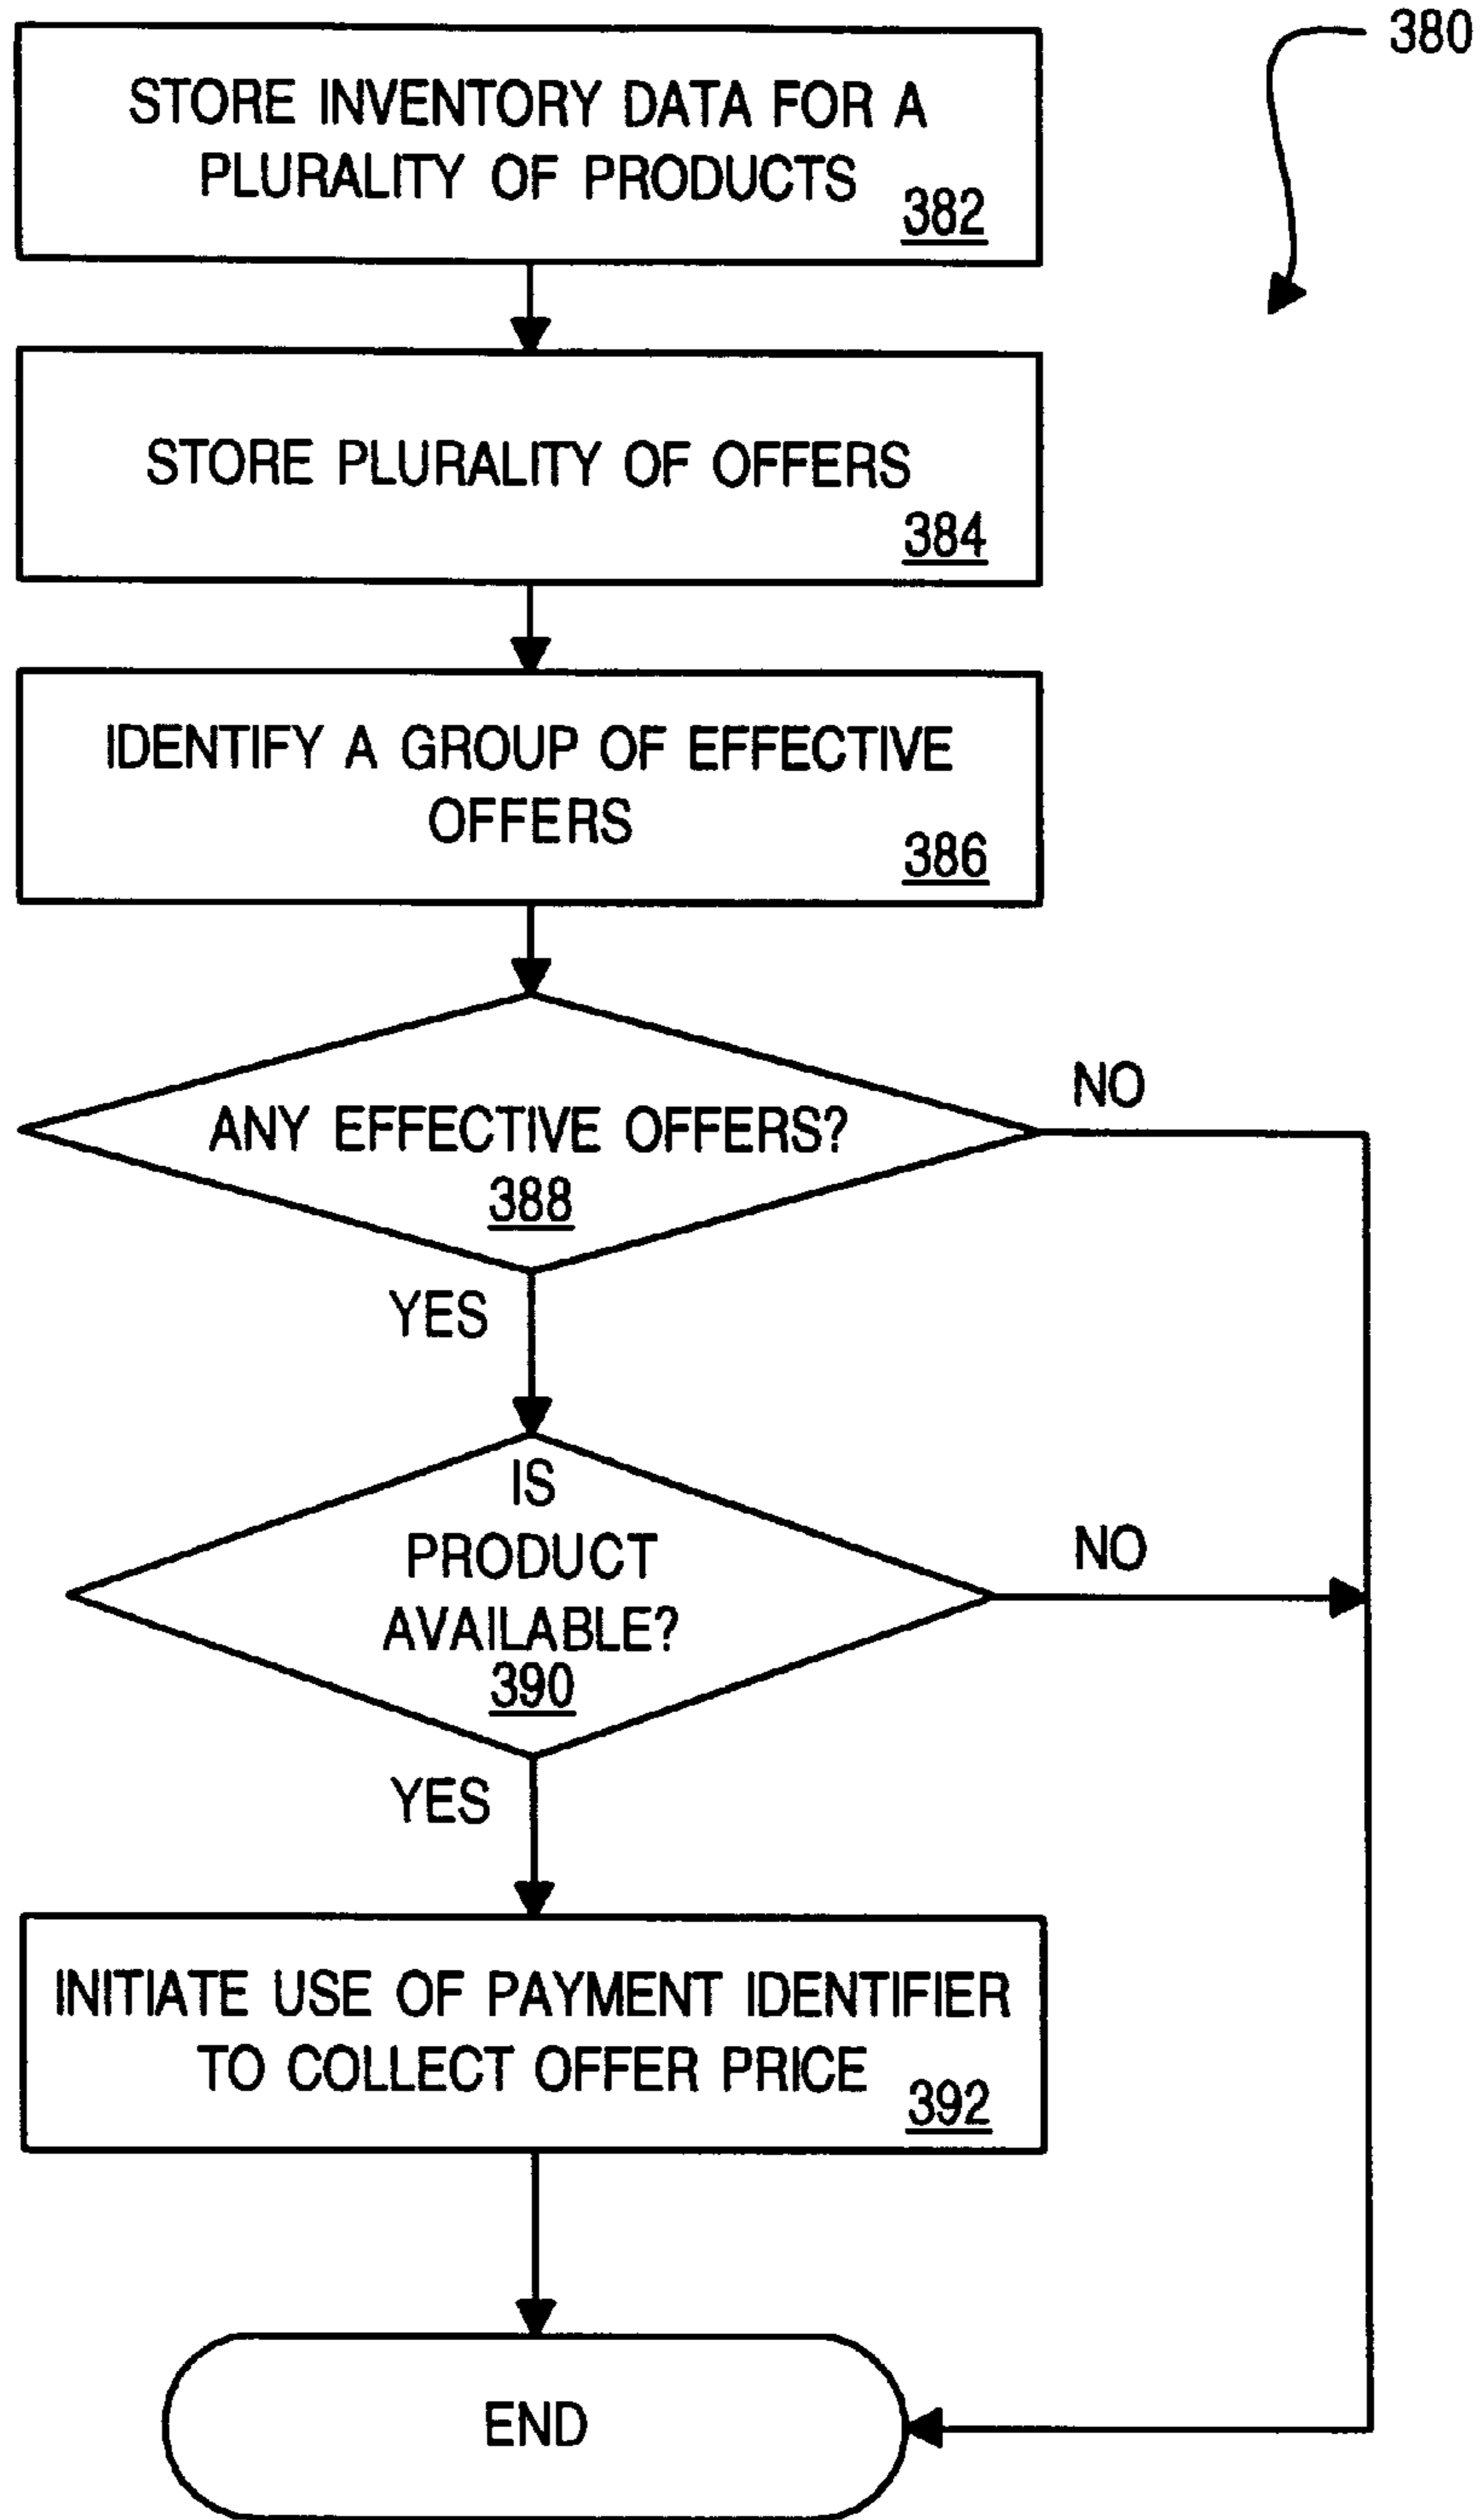 380
STORE INVENTORY DATA FOR A
PLURALITY OF PRODUCTS
382
STORE PLURALITY OF OFFERS
384
IDENTIFY A GROUP OF EFFECTIVE
OFFERS
386
ANY EFFECTIVE OFFERS?
388
NO
YES
IS
PRODUCT
AVAILABLE?
390
NO
YES
INITIATE USE OF PAYMENT IDENTIFIER
TO COLLECT OFFER PRICE
392
END